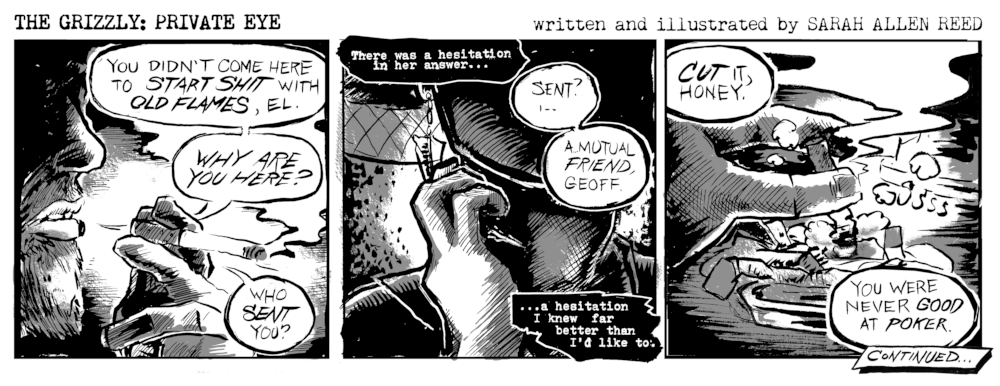 THE GRIZZLY: PRIVATE EYE
written and illustrated by SARAH ALLEN REED
YOU DIDN'T COME HERE
TO START SHIT WITH
OLD FLAMES, EL.
WHY ARE
YOU HERE?
WHO
SENT
YOU?
There was a hesitation
in her answer...
SENT?
I--
A MUTUAL
FRIEND,
GEOFF.
...a hesitation
I knew far
better than
I'd like to.
CUT IT,
HONEY.
YOU WERE
NEVER GOOD
AT POKER.
CONTINUED...